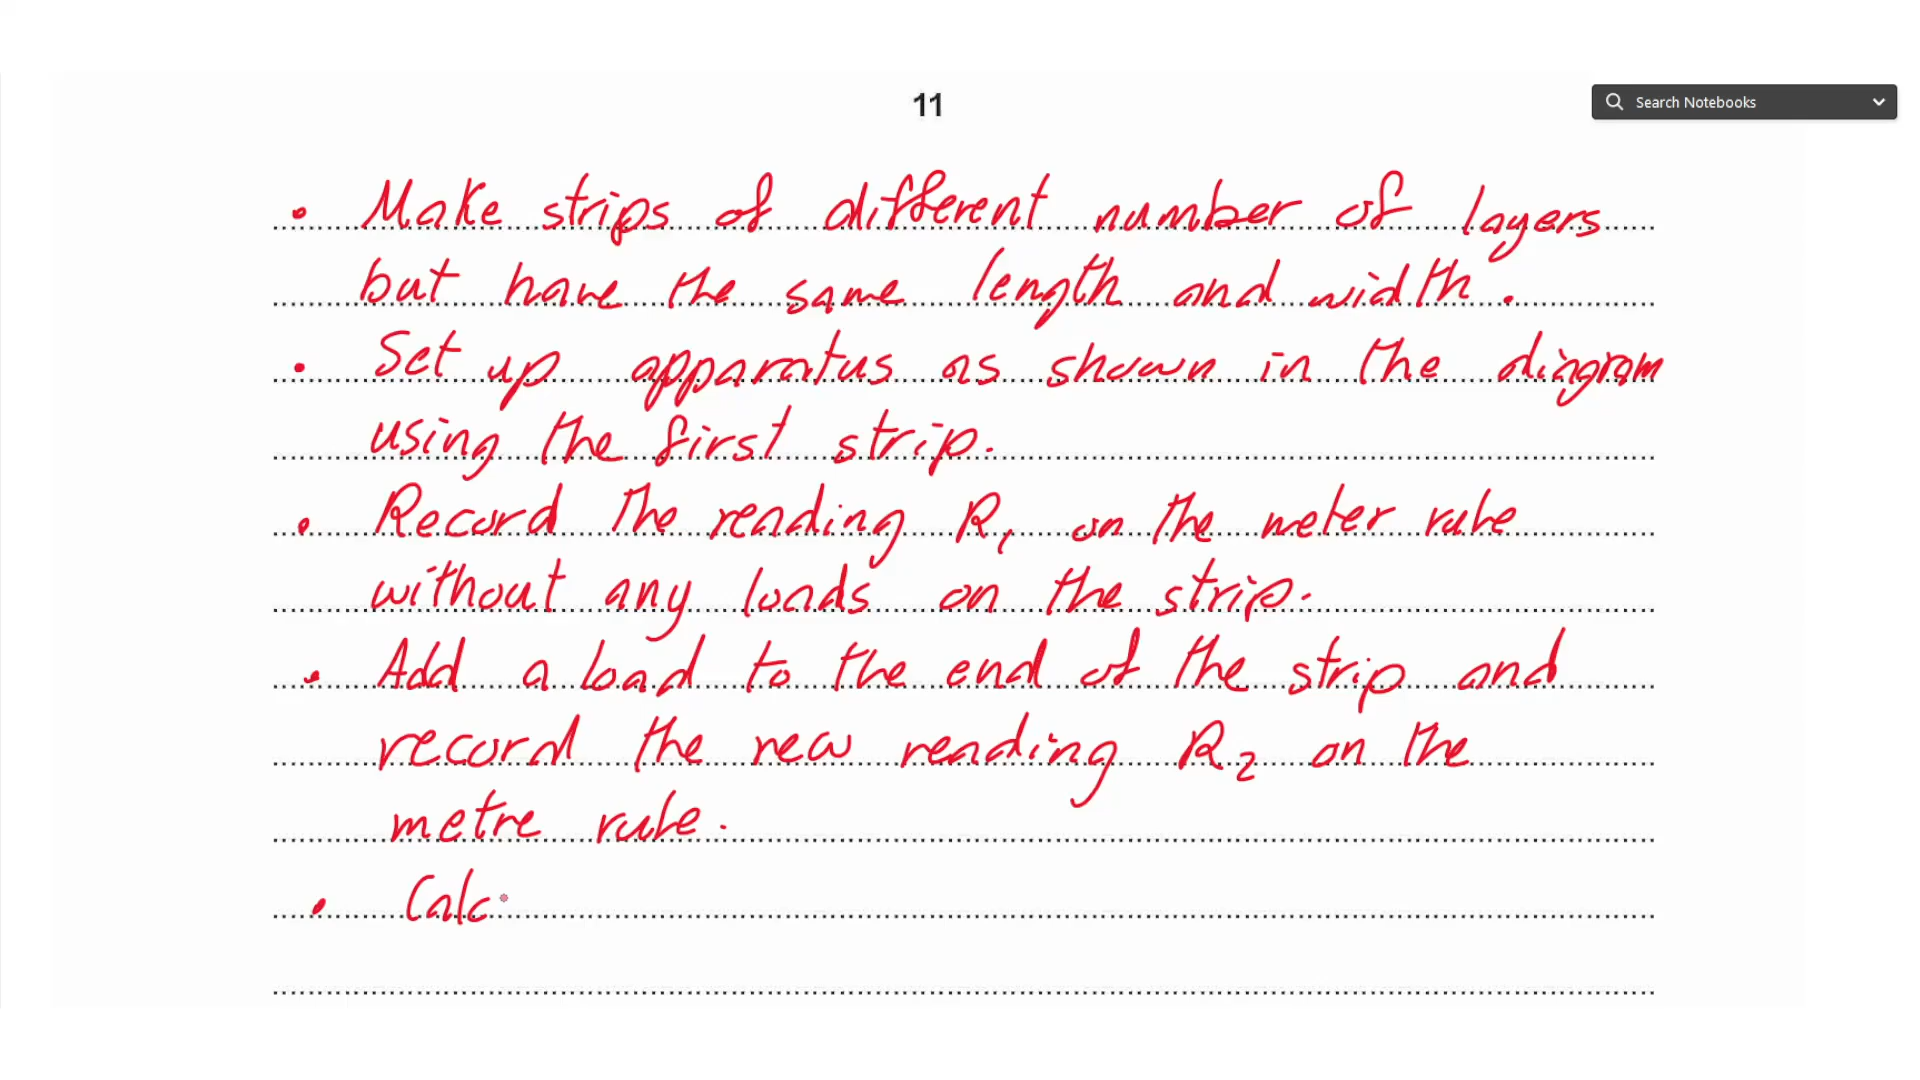 11
Search Notebooks
• Make strips of different number of layers
but have the same length and width.
• Set up apparatus as shown in the diagram
using the first strip.
• Record the reading R₁ on the meter rule
without any loads on the strip.
• Add a load to the end of the strip and
record the new reading R₂ on the
metre rule.
• Calc